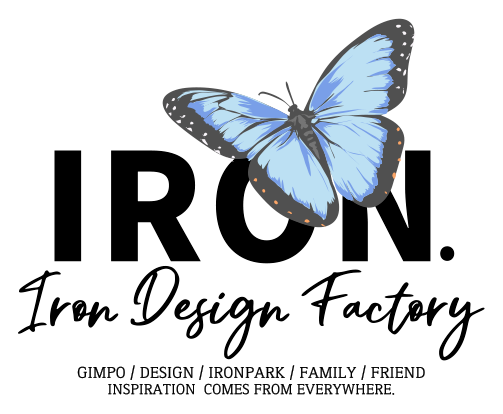 IRON.
Iron Design Factory
GIMPO / DESIGN / IRONPARK / FAMILY / FRIEND
INSPIRATION COMES FROM EVERYWHERE.